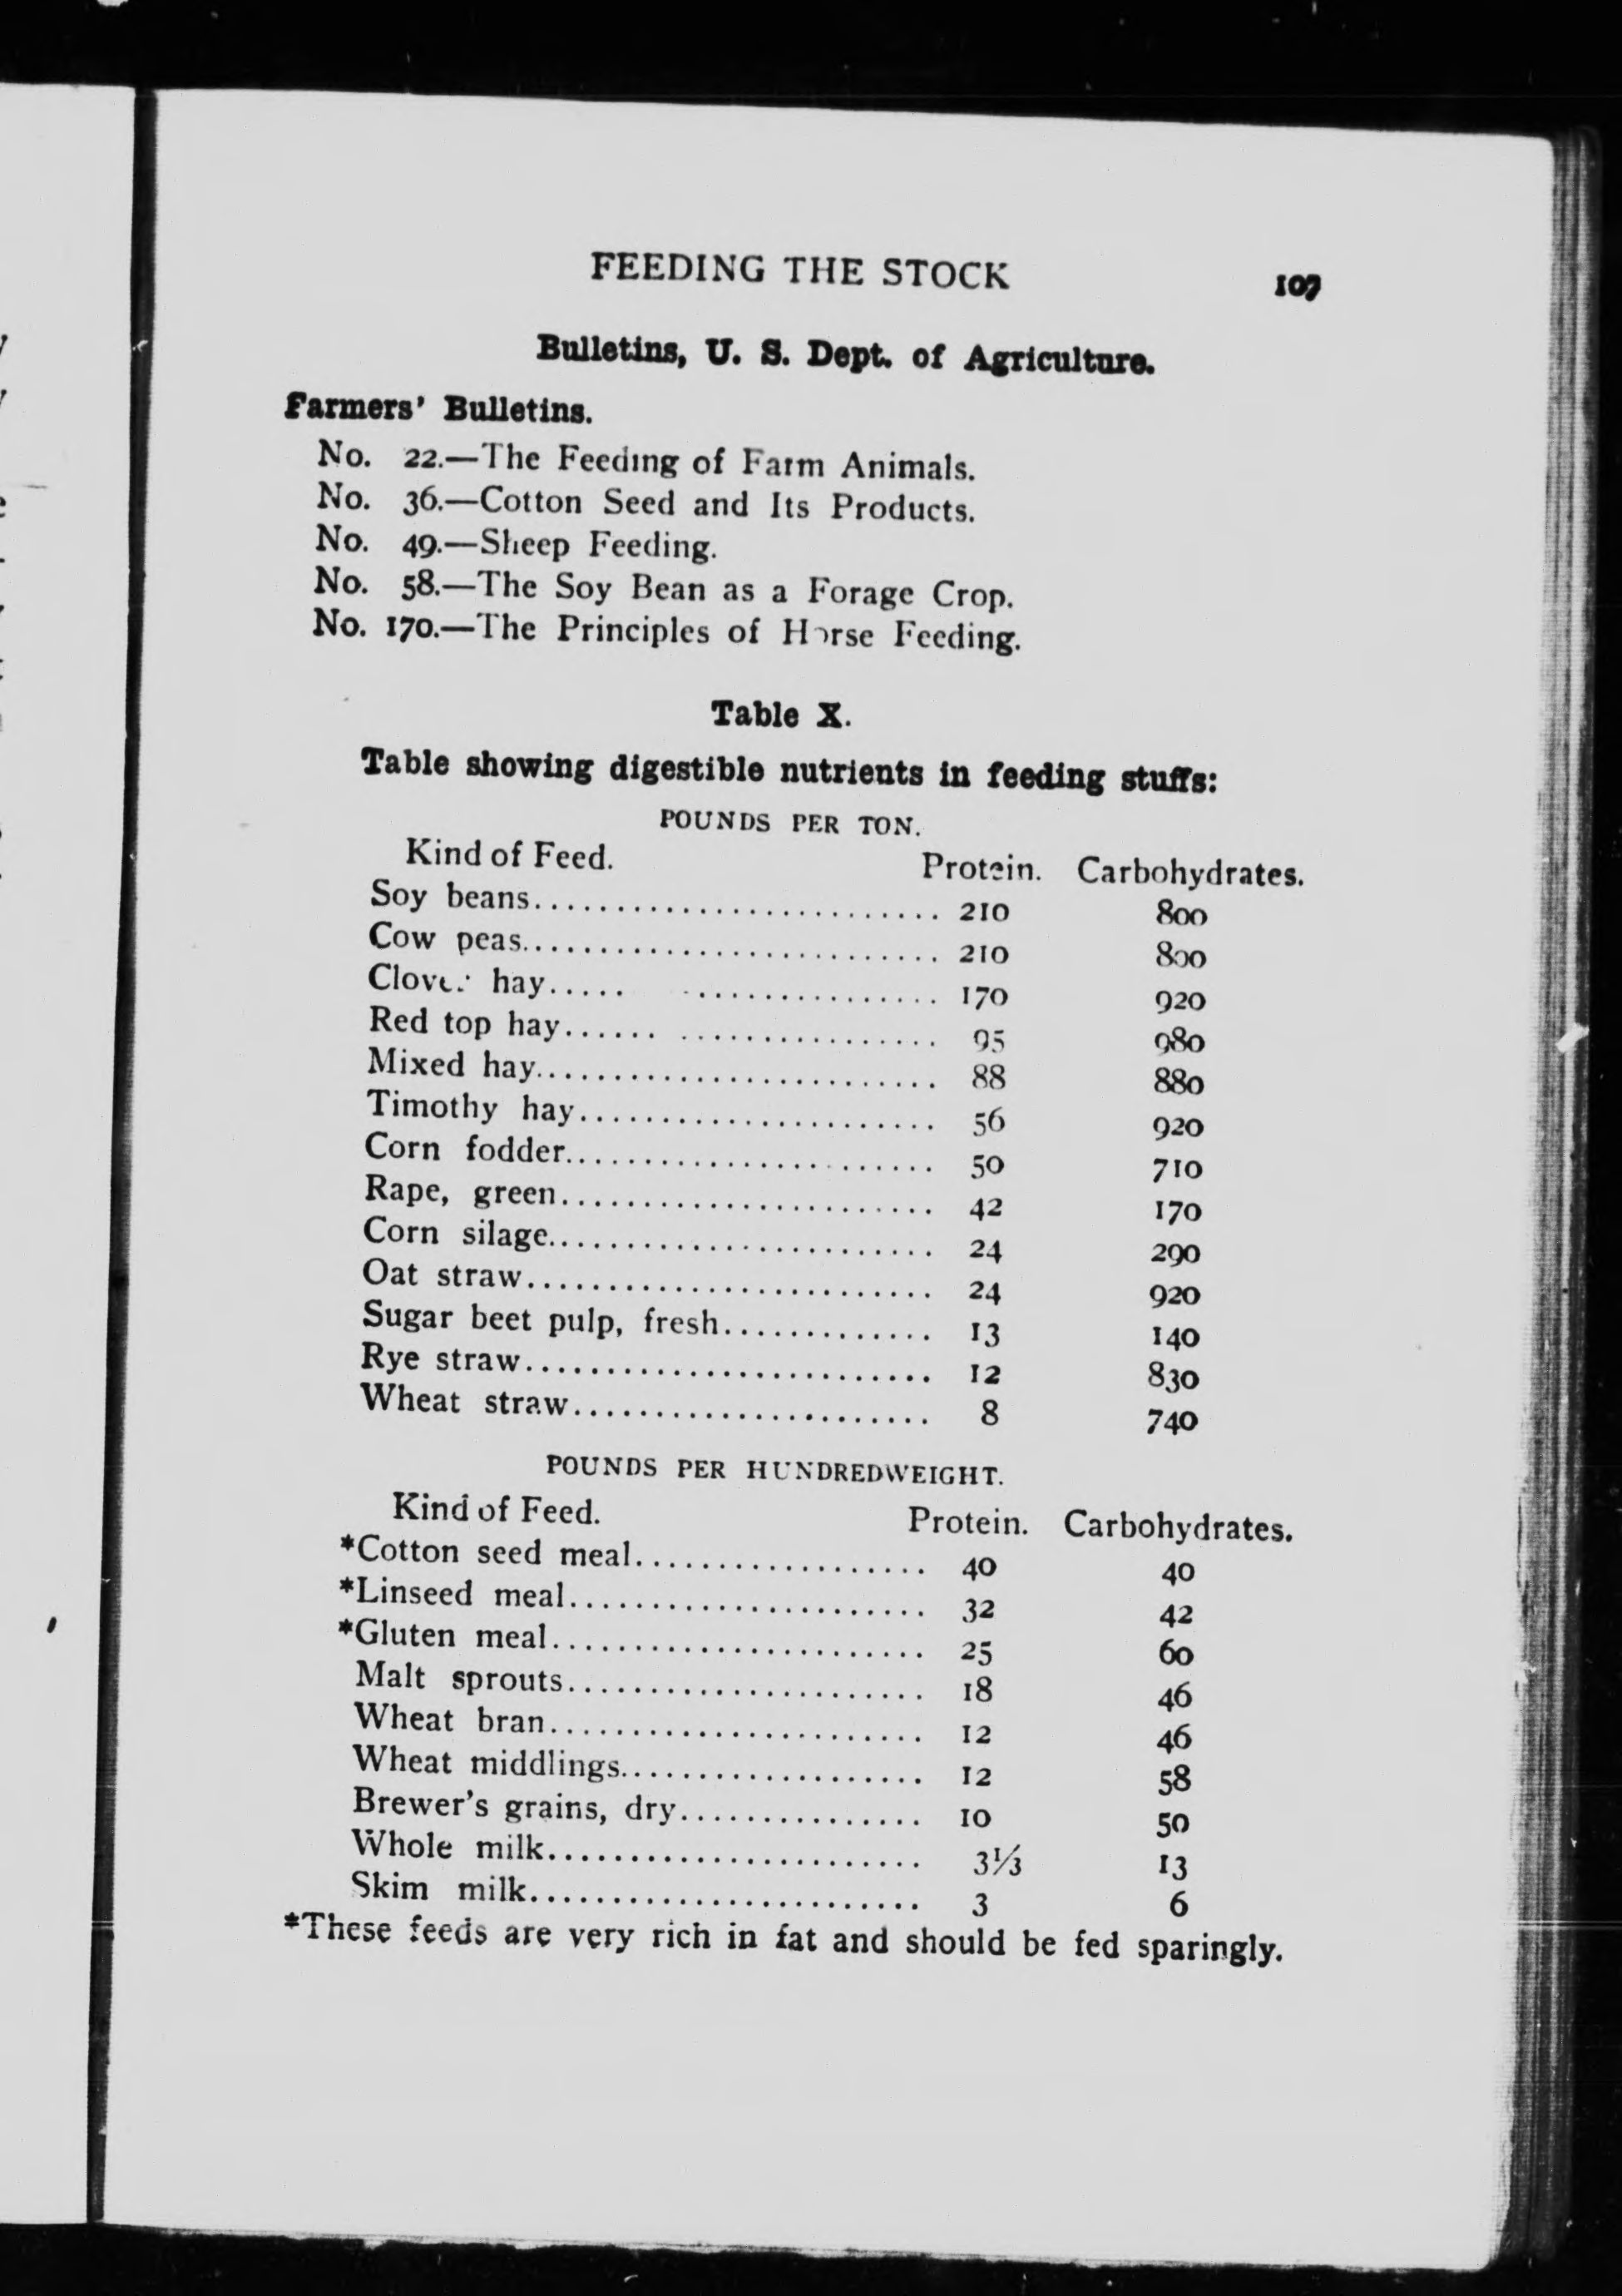 FEEDING THE STOCK 107
Bulletins, U. S. Dept. of Agriculture.
Farmers' Bulletins.
No. 22.—The Feeding of Farm Animals.
No. 36.—Cotton Seed and Its Products.
No. 49.—Sheep Feeding.
No. 58.—The Soy Bean as a Forage Crop.
No. 170.—The Principles of Horse Feeding.
Table X.
Table showing digestible nutrients in feeding stuffs:
POUNDS PER TON.
Kind of Feed. Protein. Carbohydrates.
Soy beans......................... 210 800
Cow peas.......................... 210 800
Clover hay..... ............... 170 920
Red top hay...... ................ 95 980
Mixed hay......................... 88 880
Timothy hay...................... 56 920
Corn fodder....................... 50 710
Rape, green....................... 42 170
Corn silage........................ 24 290
Oat straw......................... 24 920
Sugar beet pulp, fresh............. 13 140
Rye straw......................... 12 830
Wheat straw...................... 8 740
POUNDS PER HUNDREDWEIGHT.
Kind of Feed. Protein. Carbohydrates.
*Cotton seed meal.................. 40 40
*Linseed meal...................... 32 42
*Gluten meal....................... 25 60
Malt sprouts...................... 18 46
Wheat bran....................... 12 46
Wheat middlings................... 12 58
Brewer's grains, dry............... 10 50
Whole milk....................... 3⅓ 13
Skim milk........................ 3 6
*These feeds are very rich in fat and should be fed sparingly.